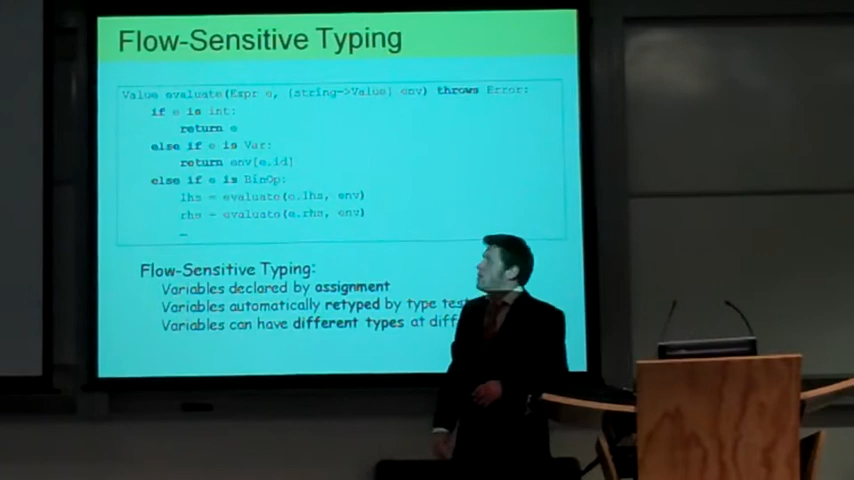 Flow-Sensitive Typing
Value evaluate(Expr e, [string->Value] env) throws Error:
if e is int:
return e
else if e is Var:
return env[e.id]
else if e is BinOp:
lhs = evaluate(e.lhs, env)
rhs = evaluate(e.rhs, env)
…
Flow-Sensitive Typing:
Variables declared by assignment
Variables automatically retyped by type
Variables can have different types at